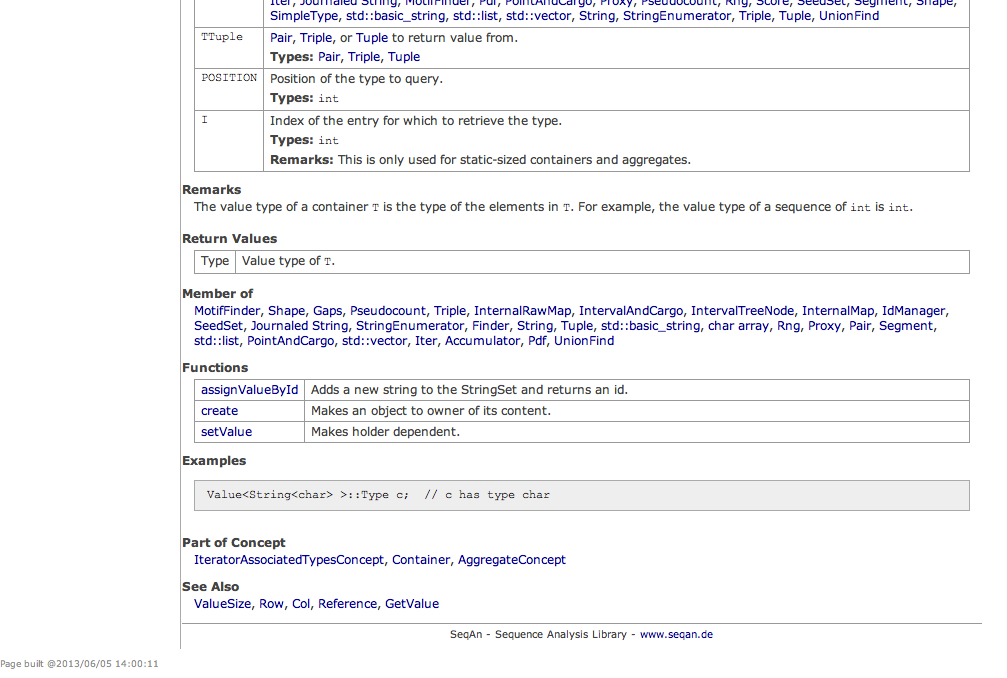 Iter, Journaled String, MotifFinder, Pdf, PointAndCargo, Proxy, Pseudocount, Rng, Score, SeedSet, Segment, Shape,
SimpleType, std::basic_string, std::list, std::vector, String, StringEnumerator, Triple, Tuple, UnionFind
TTuple Pair, Triple, or Tuple to return value from.
Types: Pair, Triple, Tuple
POSITION Position of the type to query.
Types: int
I Index of the entry for which to retrieve the type.
Types: int
Remarks: This is only used for static-sized containers and aggregates.
Remarks
The value type of a container T is the type of the elements in T. For example, the value type of a sequence of int is int.
Return Values
Type Value type of T.
Member of
MotifFinder, Shape, Gaps, Pseudocount, Triple, InternalRawMap, IntervalAndCargo, IntervalTreeNode, InternalMap, IdManager,
SeedSet, Journaled String, StringEnumerator, Finder, String, Tuple, std::basic_string, char array, Rng, Proxy, Pair, Segment,
std::list, PointAndCargo, std::vector, Iter, Accumulator, Pdf, UnionFind
Functions
assignValueById Adds a new string to the StringSet and returns an id.
create Makes an object to owner of its content.
setValue Makes holder dependent.
Examples
Value<String<char> >::Type c;  // c has type char
Part of Concept
IteratorAssociatedTypesConcept, Container, AggregateConcept
See Also
ValueSize, Row, Col, Reference, GetValue
SeqAn - Sequence Analysis Library - www.seqan.de
Page built @2013/06/05 14:00:11